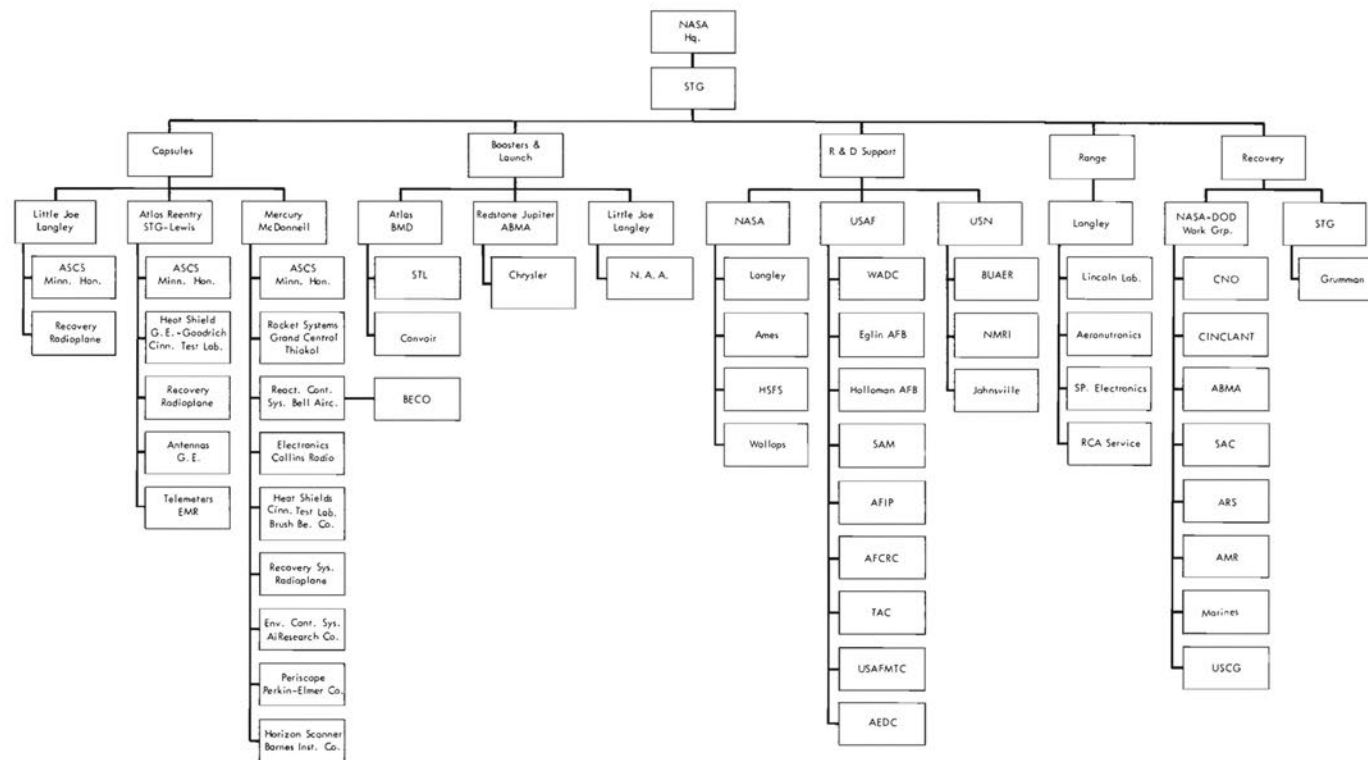 NASA
Hq.
STG
Capsules
Boosters &
Launch
R & D Support
Range
Recovery
Little Joe
Langley
Atlas Reentry
STG-Lewis
Mercury
McDonnell
Atlas
BMD
Redstone Jupiter
ABMA
Little Joe
Langley
NASA
USAF
USN
Langley
NASA-DOD
Work Grp.
STG
ASCS
Minn. Hon.
Recovery
Radioplane
ASCS
Minn. Hon.
Heat Shield
G.E.-Goodrich
Cinn. Test Lab.
Recovery
Radioplane
Antennas
G.E.
Telemeters
EMR
ASCS
Minn. Hon.
Rocket Systems
Grand Central
Thiokol
React. Cont.
Sys. Bell Airc.
Electronics
Collins Radio
Heat Shields
Cinn. Test Lab.
Brush Be. Co.
Recovery Sys.
Radioplane
Env. Cont. Sys.
AiResearch Co.
Periscope
Perkin-Elmer Co.
Horizon Scanner
Barnes Inst. Co.
STL
Convair
BECO
Chrysler
N. A. A.
Langley
Ames
HSFS
Wallops
WADC
Eglin AFB
Holloman AFB
SAM
AFIP
AFCRC
TAC
USAFMTC
AEDC
BUAER
NMRI
Johnsville
Lincoln Lab.
Aeronutronics
SP. Electronics
RCA Service
CNO
CINCLANT
ABMA
SAC
ARS
AMR
Marines
USCG
Grumman